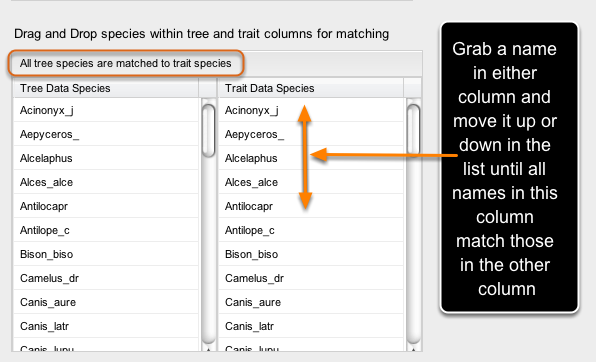 Drag and Drop species within tree and trait columns for matching
All tree species are matched to trait species
Tree Data Species
Trait Data Species
Acinonyx_j
Acinonyx_j
Aepyceros_
Aepyceros_
Alcelaphus
Alcelaphus
Alces_alce
Alces_alce
Antilocapr
Antilocapr
Antilope_c
Antilope_c
Bison_biso
Bison_biso
Camelus_dr
Camelus_dr
Canis_aure
Canis_aure
Canis_latr
Canis_latr
Canis_lupu
Canis_lupu
Grab a name
in either
column and
move it up or
down in the
list until all
names in this
column
match those
in the other
column